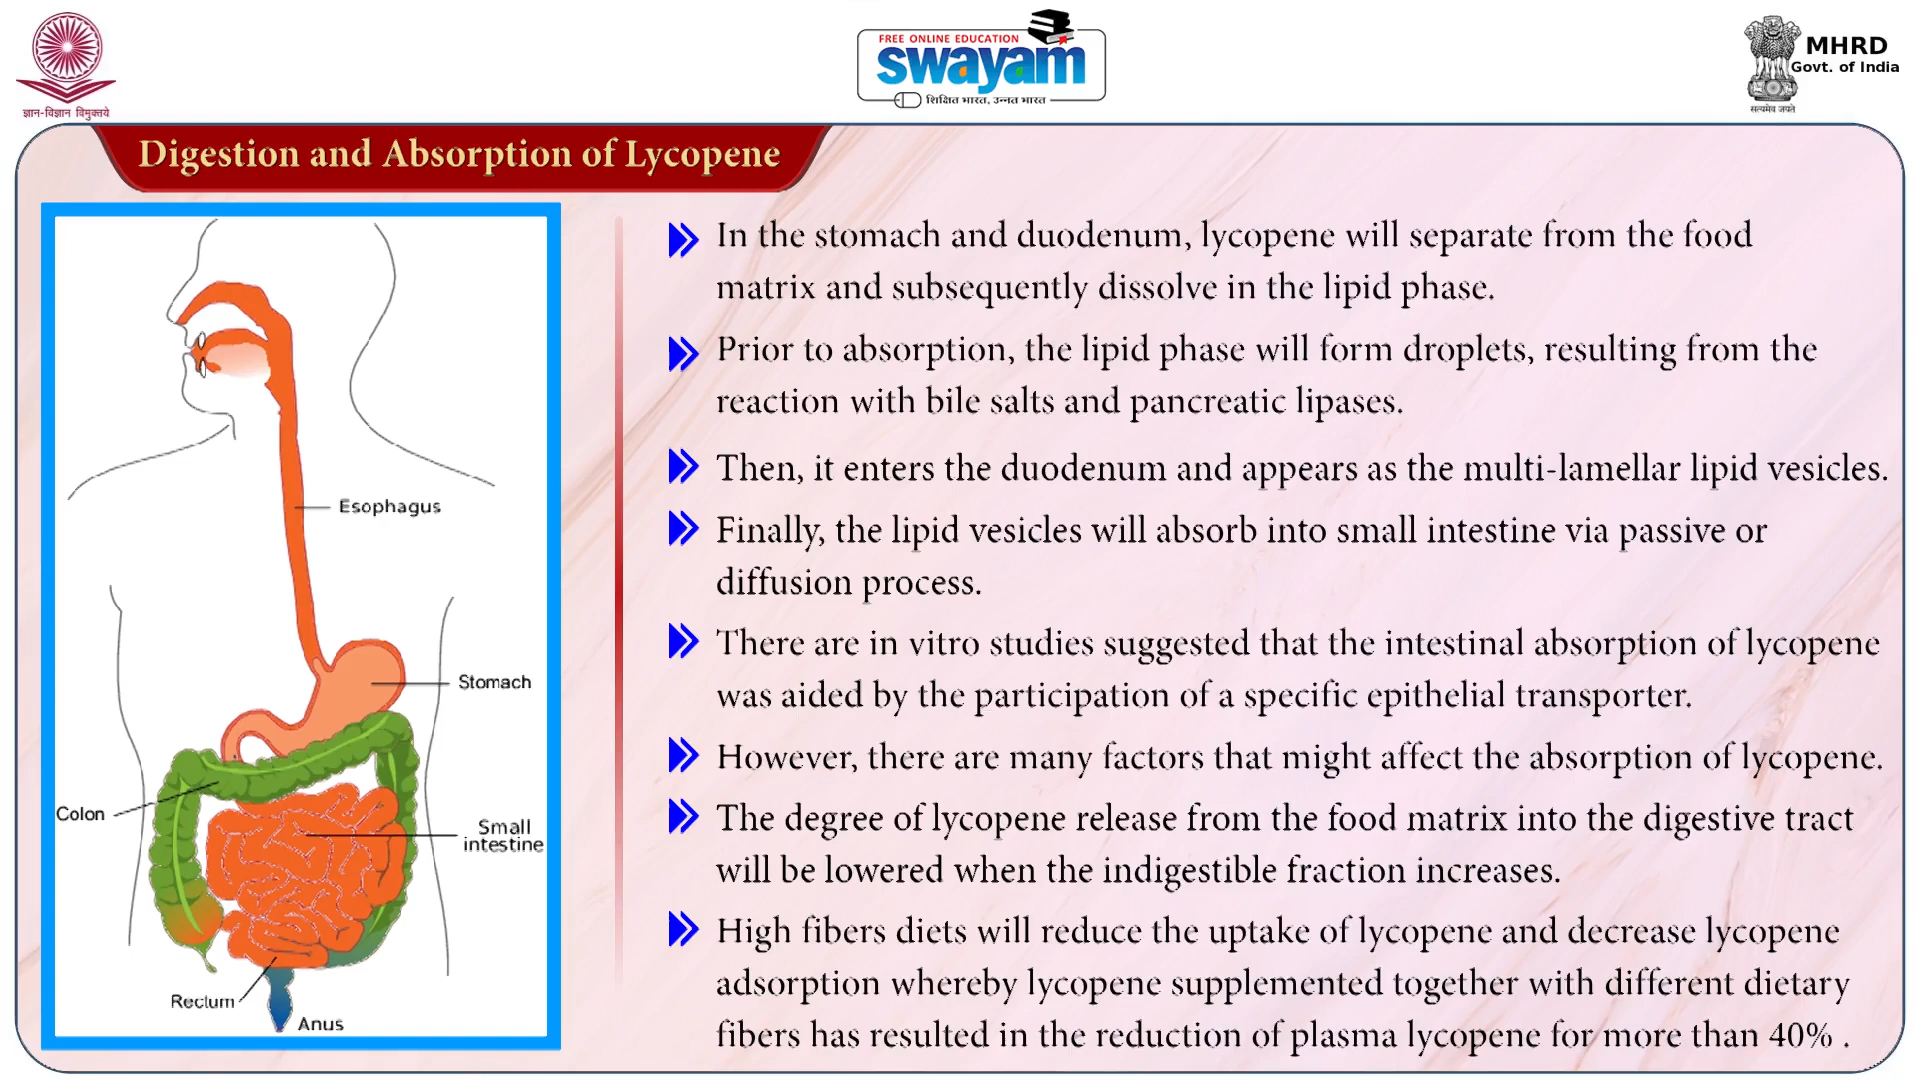 ज्ञान-विज्ञान विमुक्तये
FREE ONLINE EDUCATION
swayam
शिक्षित भारत, उन्नत भारत
MHRD
Govt. of India
सत्यमेव जयते
Digestion and Absorption of Lycopene
In the stomach and duodenum, lycopene will separate from the food
matrix and subsequently dissolve in the lipid phase.
Prior to absorption, the lipid phase will form droplets, resulting from the
reaction with bile salts and pancreatic lipases.
Then, it enters the duodenum and appears as the multi-lamellar lipid vesicles.
Finally, the lipid vesicles will absorb into small intestine via passive or
diffusion process.
There are in vitro studies suggested that the intestinal absorption of lycopene
was aided by the participation of a specific epithelial transporter.
However, there are many factors that might affect the absorption of lycopene.
The degree of lycopene release from the food matrix into the digestive tract
will be lowered when the indigestible fraction increases.
High fibers diets will reduce the uptake of lycopene and decrease lycopene
adsorption whereby lycopene supplemented together with different dietary
fibers has resulted in the reduction of plasma lycopene for more than 40% .
Esophagus
Stomach
Colon
Small
intestine
Rectum
Anus